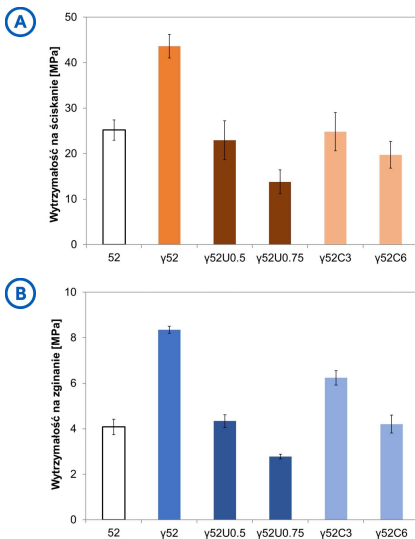 A
Wytrzymałość na ściskanie [MPa]
50
40
30
20
10
0
52 γ52 γ52U0.5 γ52U0.75 γ52C3 γ52C6
B
Wytrzymałość na zginanie [MPa]
10
8
6
4
2
0
52 γ52 γ52U0.5 γ52U0.75 γ52C3 γ52C6